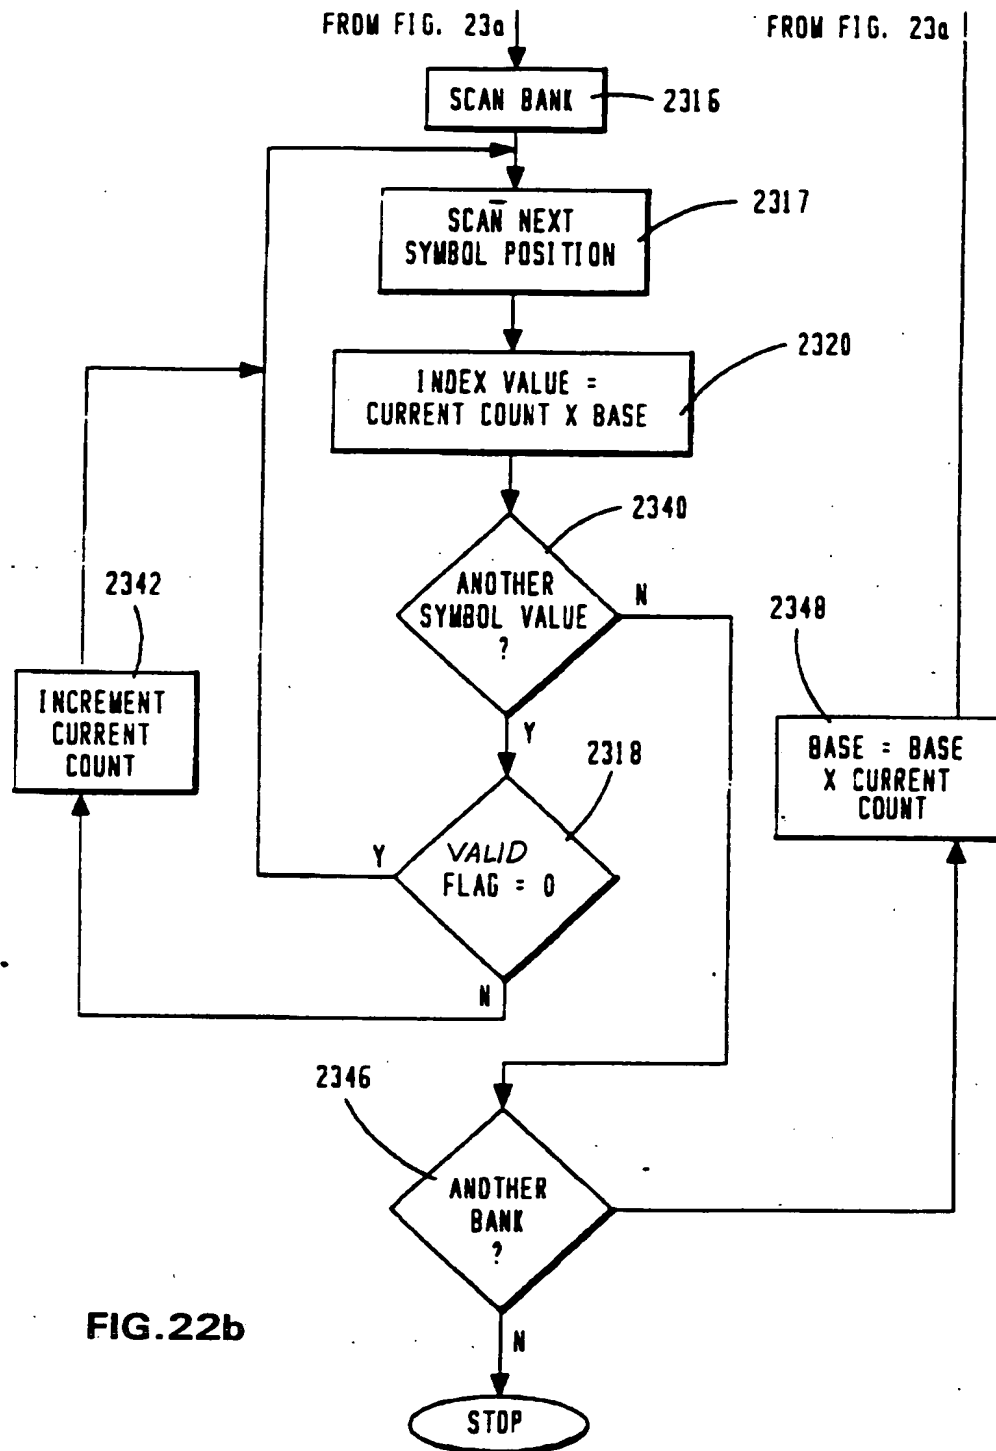 FROM FIG. 23a
FROM FIG. 23a
SCAN BANK
2316
SCAN NEXT
SYMBOL POSITION
2317
INDEX VALUE =
CURRENT COUNT X BASE
2320
2340
ANOTHER
SYMBOL VALUE
?
N
Y
2342
INCREMENT
CURRENT
COUNT
2348
BASE = BASE
X CURRENT
COUNT
2318
VALID
FLAG = 0
Y
N
2346
ANOTHER
BANK
?
N
FIG.22b
STOP